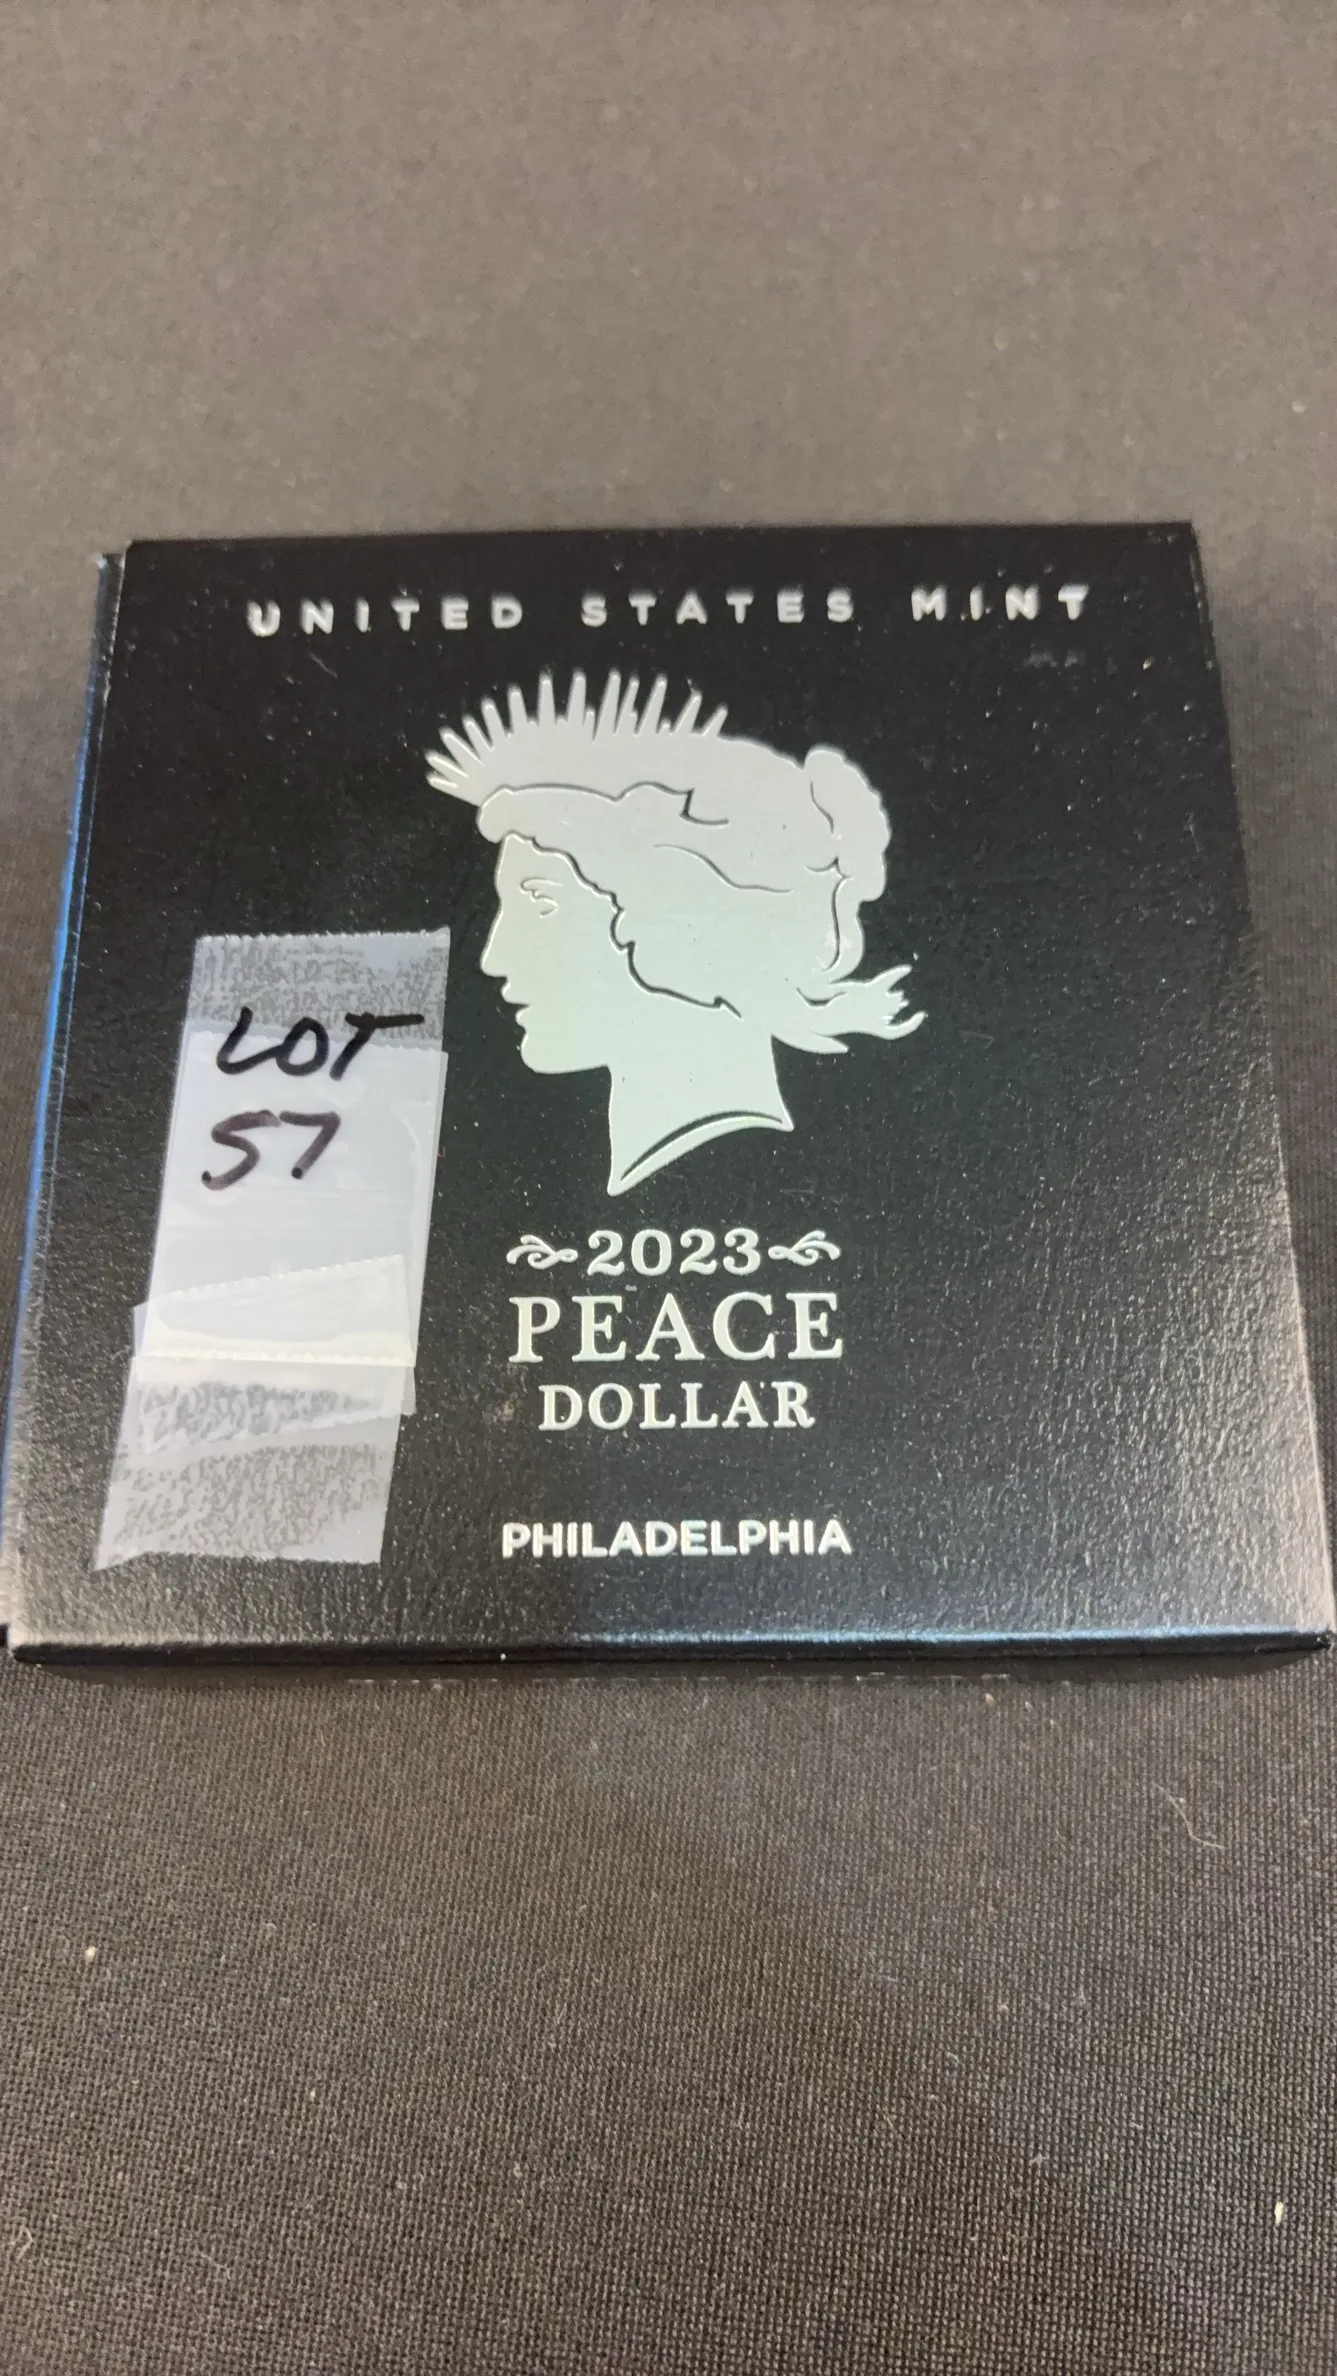 UNITED STATES MINT
LOT
57
2023
PEACE
DOLLAR
PHILADELPHIA